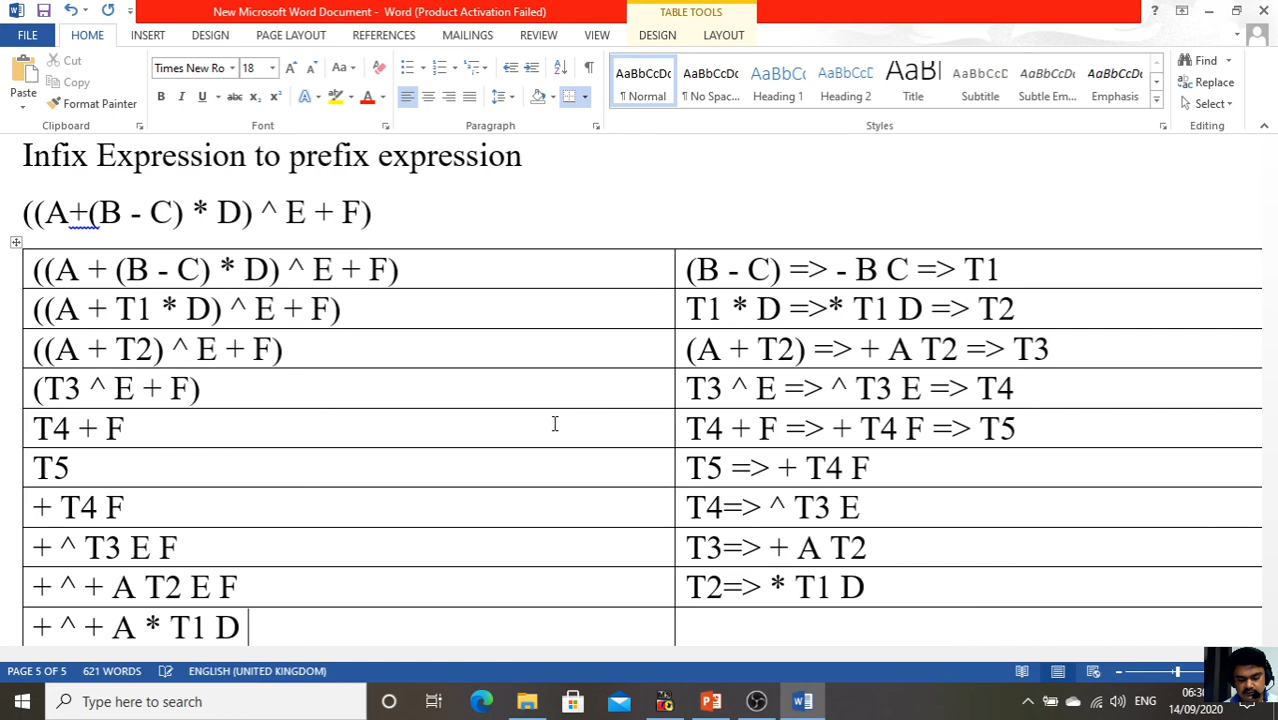 New Microsoft Word Document - Word (Product Activation Failed)
TABLE TOOLS
FILE HOME INSERT DESIGN PAGE LAYOUT REFERENCES MAILINGS REVIEW VIEW DESIGN LAYOUT
Paste
Cut
Copy
Format Painter
Clipboard
Times New Ro 18
Font
Paragraph
AaBbCcDc AaBbCcDc AaBbCc AaBbCcD AaBl AaBbCcD AaBbCcDc AaBbCcDc
¶ Normal ¶ No Spac... Heading 1 Heading 2 Title Subtitle Subtle Em... Emphasis
Styles
Find
Replace
Select
Editing
Infix Expression to prefix expression
((A+(B - C) * D) ^ E + F)
((A + (B - C) * D) ^ E + F) (B - C) => - B C => T1
((A + T1 * D) ^ E + F) T1 * D =>* T1 D => T2
((A + T2) ^ E + F) (A + T2) => + A T2 => T3
(T3 ^ E + F) T3 ^ E => ^ T3 E => T4
T4 + F T4 + F => + T4 F => T5
T5 T5 => + T4 F
+ T4 F T4=> ^ T3 E
+ ^ T3 E F T3=> + A T2
+ ^ + A T2 E F T2=> * T1 D
+ ^ + A * T1 D
PAGE 5 OF 5 621 WORDS ENGLISH (UNITED KINGDOM)
Type here to search
ENG
14/09/2020